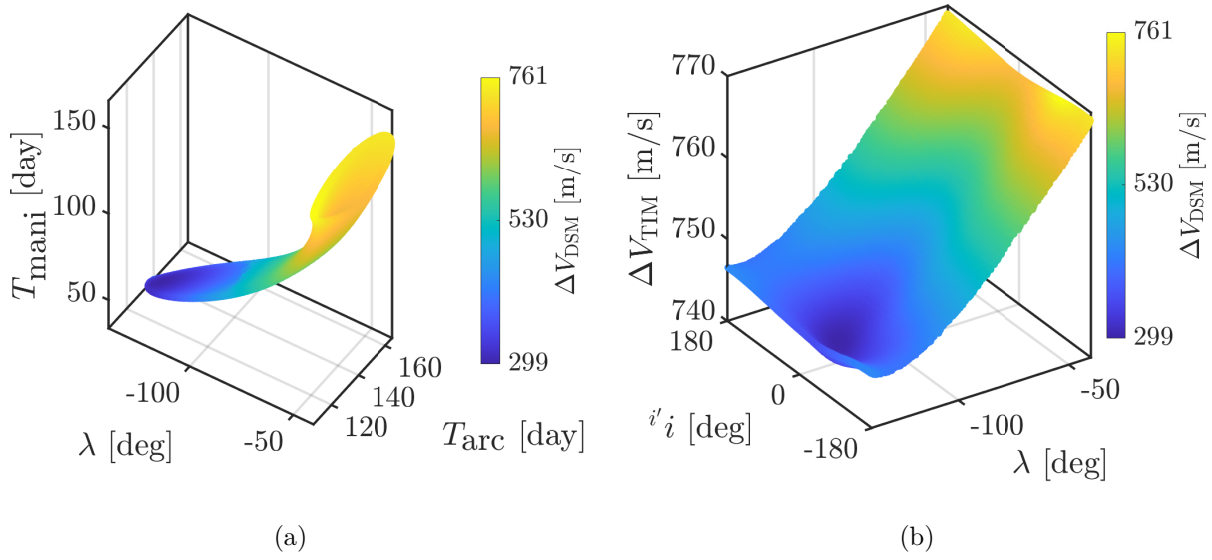 150
100
50
T_mani [day]
-100
-50
λ [deg]
160
140
120
T_arc [day]
761
530
299
ΔV_DSM [m/s]
(a)
770
760
750
740
ΔV_TIM [m/s]
180
0
-180
i′i [deg]
-50
-100
λ [deg]
761
530
299
ΔV_DSM [m/s]
(b)